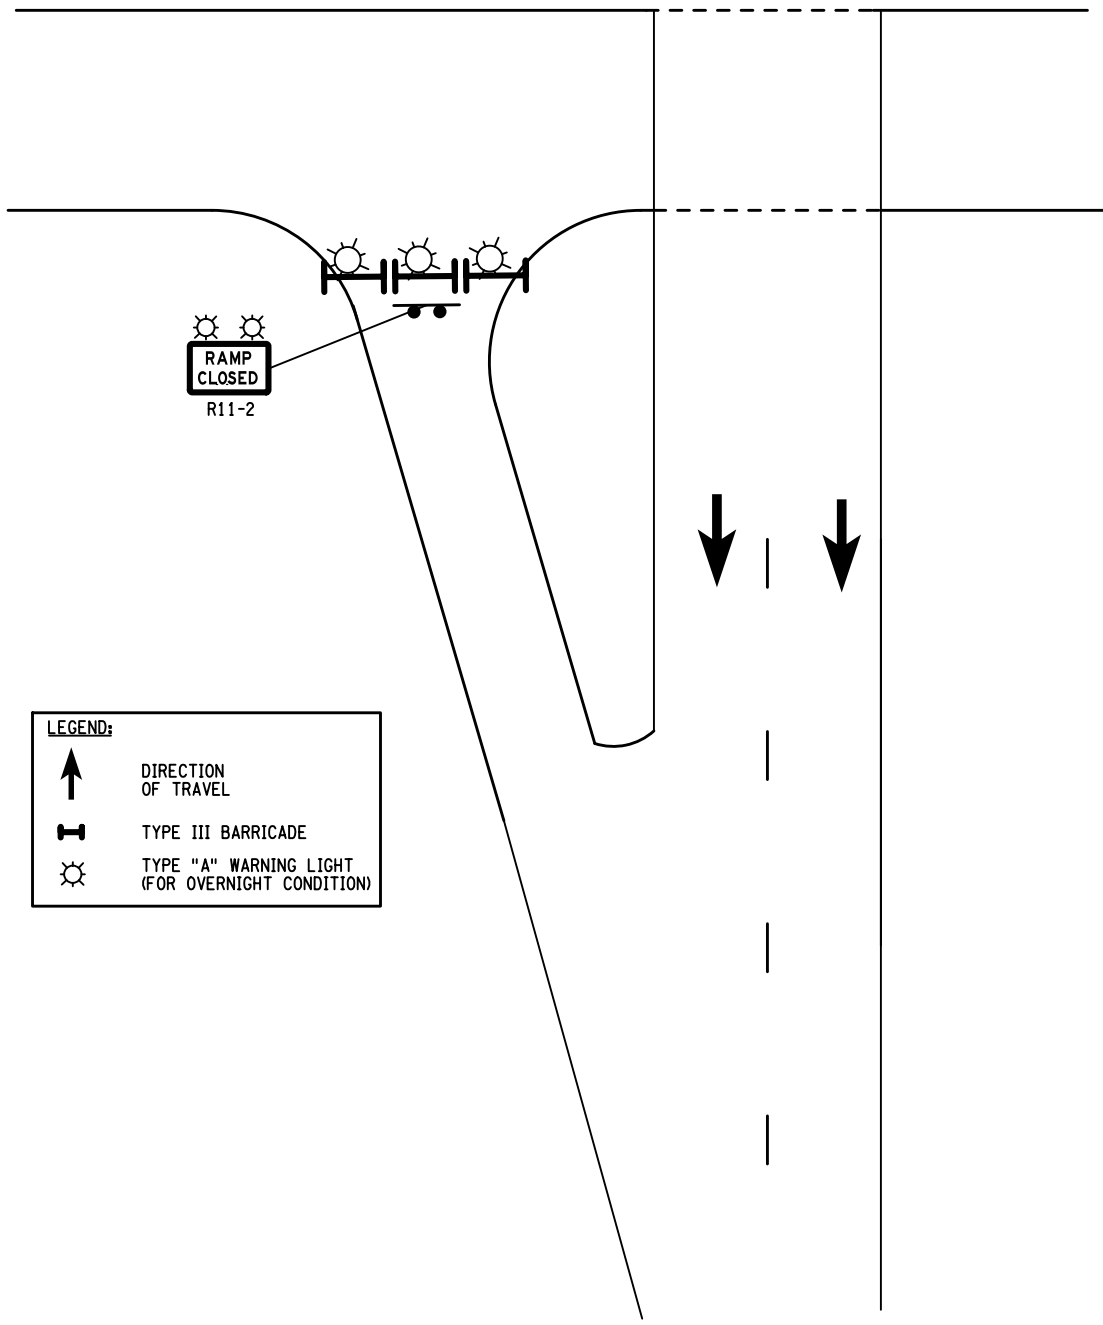 RAMP
CLOSED
R11-2
LEGEND:
DIRECTION
OF TRAVEL
TYPE III BARRICADE
TYPE "A" WARNING LIGHT
(FOR OVERNIGHT CONDITION)